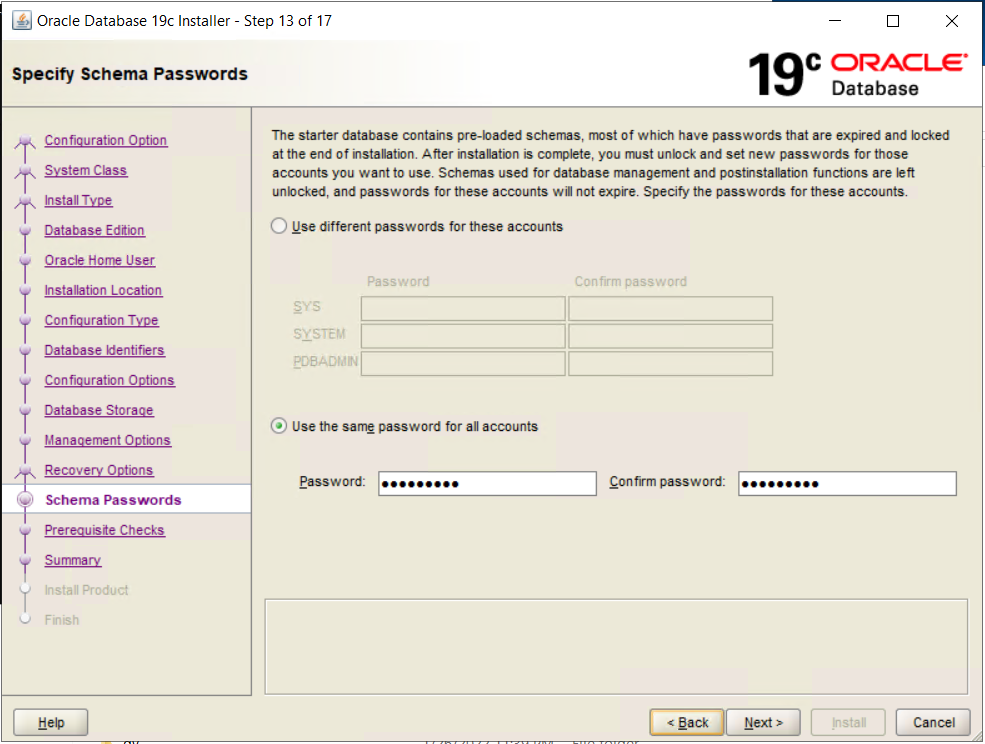 Oracle Database 19c Installer - Step 13 of 17
Specify Schema Passwords
19c ORACLE
Database
Configuration Option
System Class
Install Type
Database Edition
Oracle Home User
Installation Location
Configuration Type
Database Identifiers
Configuration Options
Database Storage
Management Options
Recovery Options
Schema Passwords
Prerequisite Checks
Summary
Install Product
Finish
The starter database contains pre-loaded schemas, most of which have passwords that are expired and locked
at the end of installation. After installation is complete, you must unlock and set new passwords for those
accounts you want to use. Schemas used for database management and postinstallation functions are left
unlocked, and passwords for these accounts will not expire. Specify the passwords for these accounts.
Use different passwords for these accounts
Password Confirm password
SYS
SYSTEM
PDBADMIN
Use the same password for all accounts
Password: ●●●●●●●●● Confirm password: ●●●●●●●●●
Help < Back Next > Install Cancel